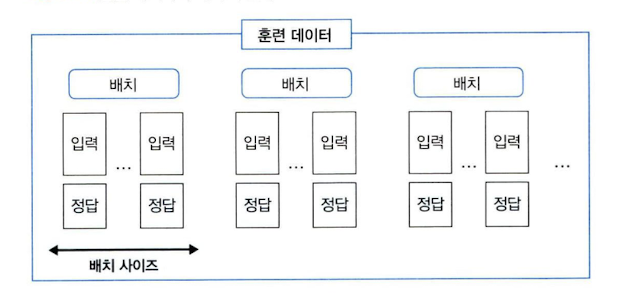 훈련 데이터
배치 배치 배치
입력 ... 입력 입력 ... 입력 입력 ... 입력 ...
정답 정답 정답 정답 정답 정답
배치 사이즈